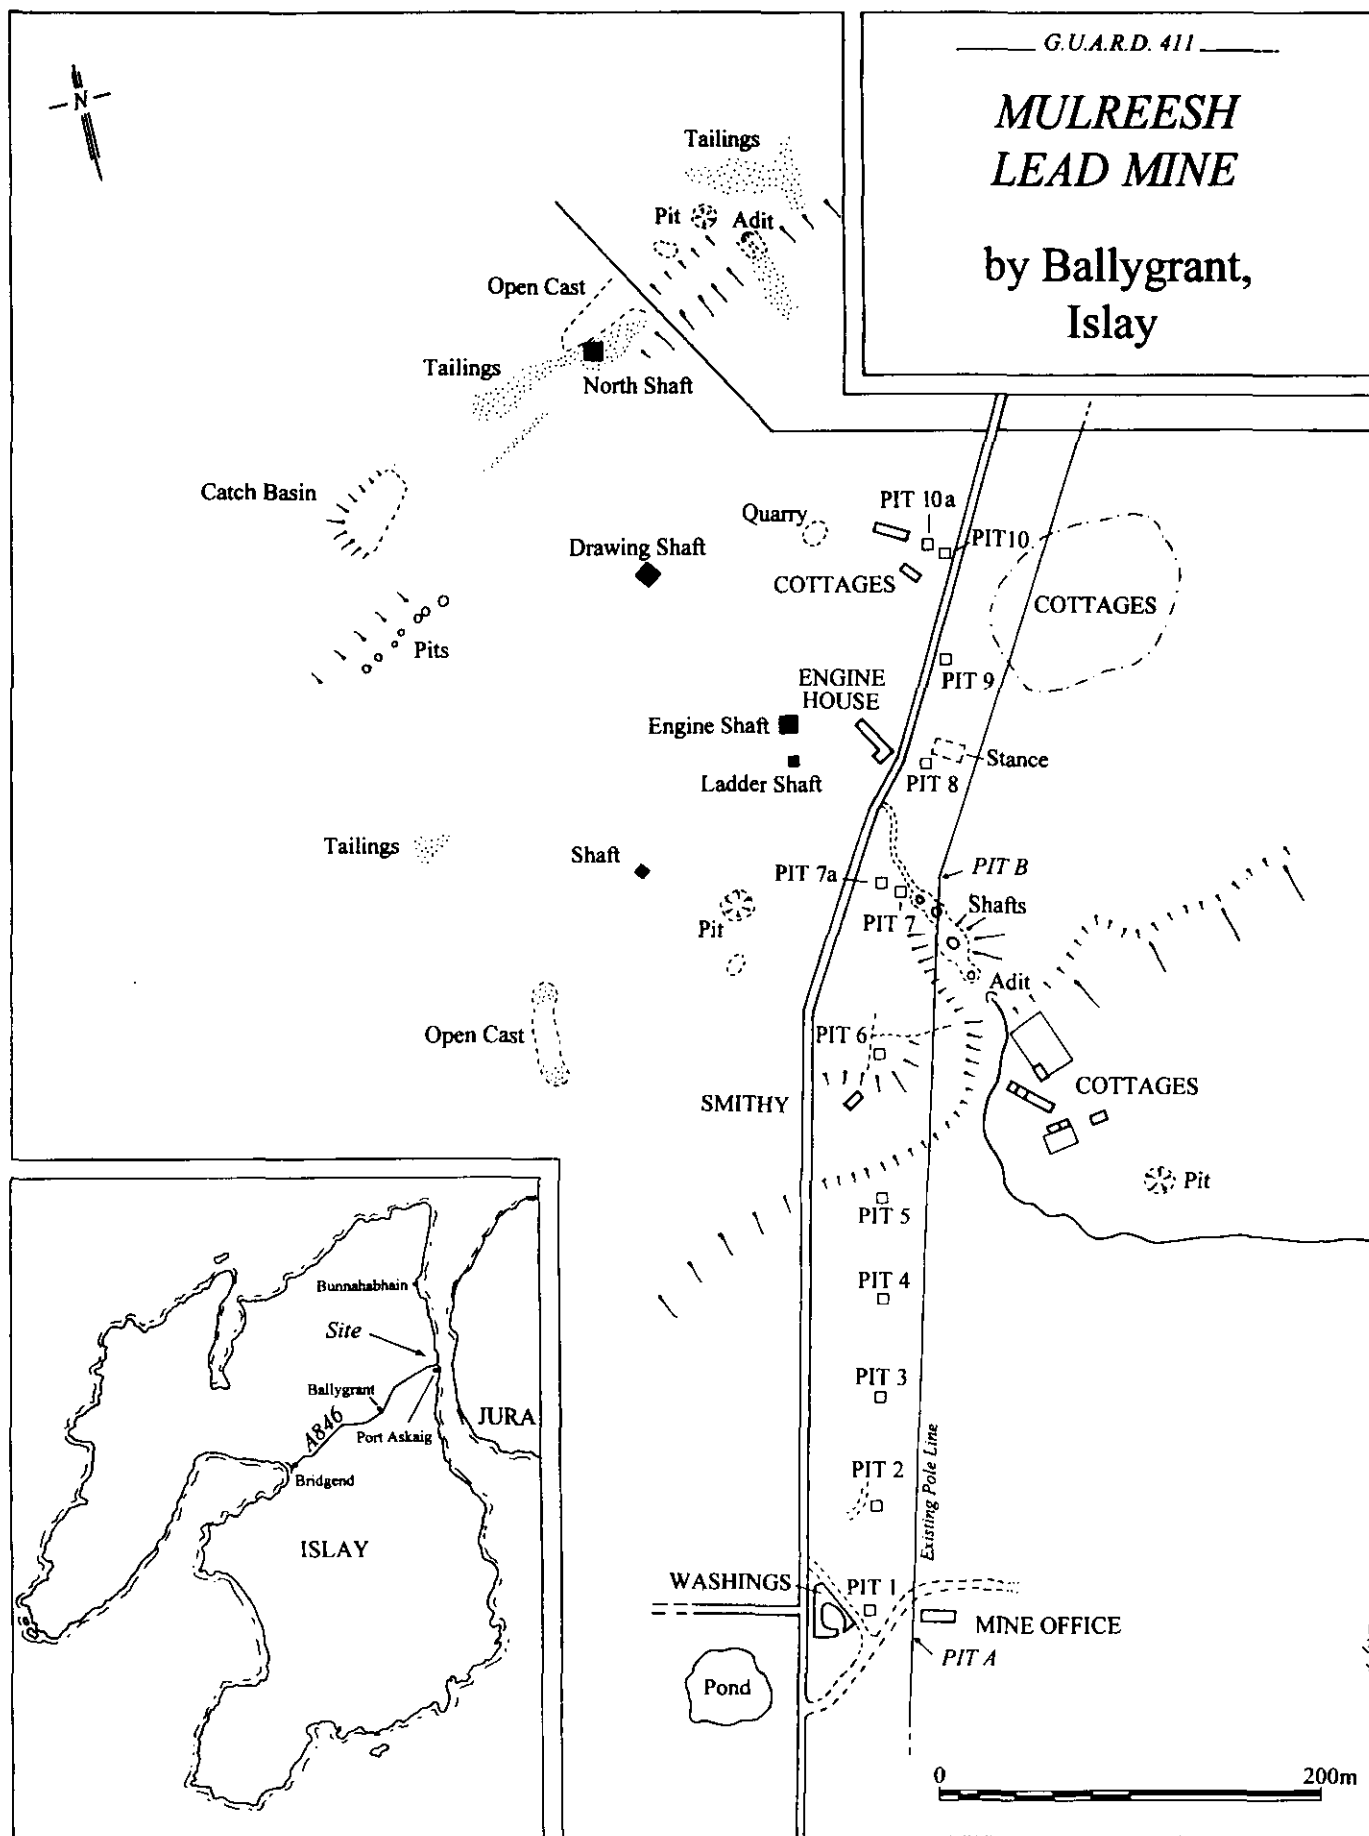 G.U.A.R.D. 411
MULREESH
LEAD MINE
by Ballygrant,
Islay
N
Tailings
Pit
Adit
Open Cast
Tailings
North Shaft
Catch Basin
Quarry
PIT 10a
PIT10
Drawing Shaft
COTTAGES
COTTAGES
Pits
PIT 9
ENGINE
HOUSE
Engine Shaft
Stance
Ladder Shaft
PIT 8
Tailings
Shaft
PIT 7a
PIT B
Shafts
PIT 7
Pit
Adit
Open Cast
PIT 6
COTTAGES
SMITHY
Pit
PIT 5
PIT 4
Bunnahabhain
Site
PIT 3
Ballygrant
A846
Port Askaig
JURA
Bridgend
PIT 2
Existing Pole Line
ISLAY
WASHINGS
PIT 1
MINE OFFICE
PIT A
Pond
0
200m